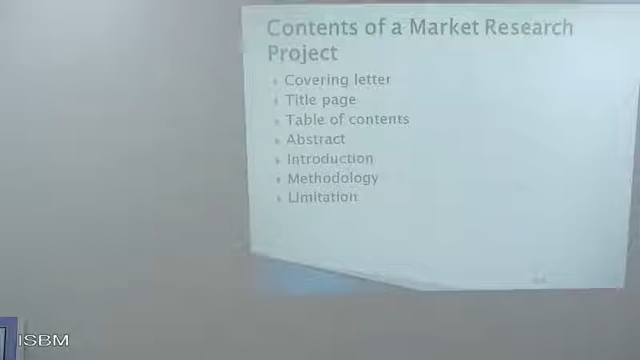 Contents of a Market Research
Project
Covering letter
Title page
Table of contents
Abstract
Introduction
Methodology
Limitation
ISBM